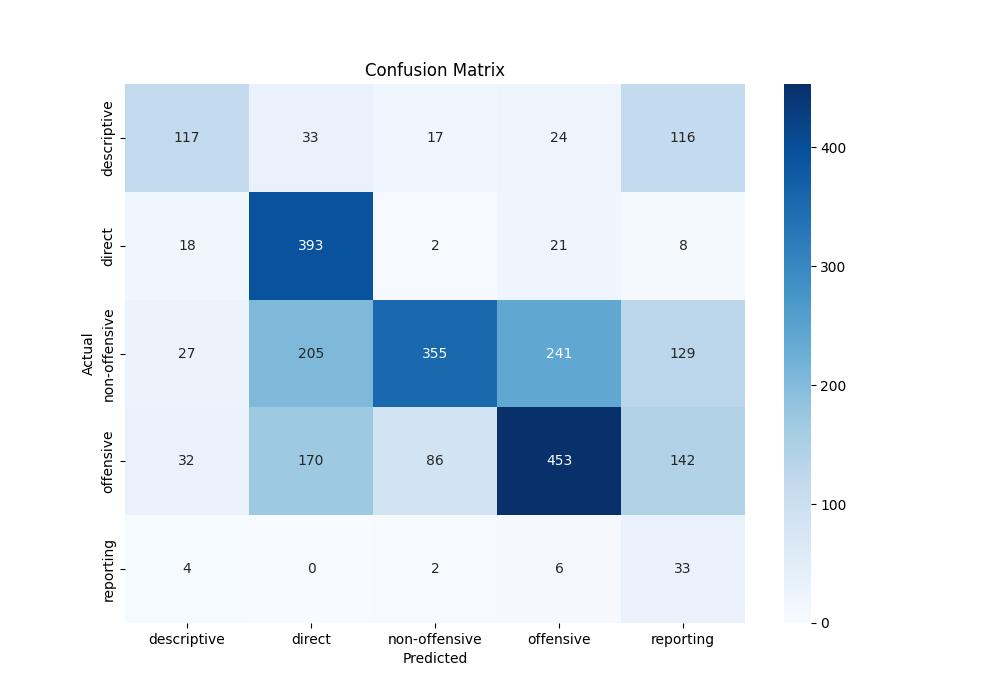 Confusion Matrix
Actual
descriptive
117 33 17 24 116
direct
18 393 2 21 8
non-offensive
27 205 355 241 129
offensive
32 170 86 453 142
reporting
4 0 2 6 33
descriptive direct non-offensive offensive reporting
Predicted
400
300
200
100
0